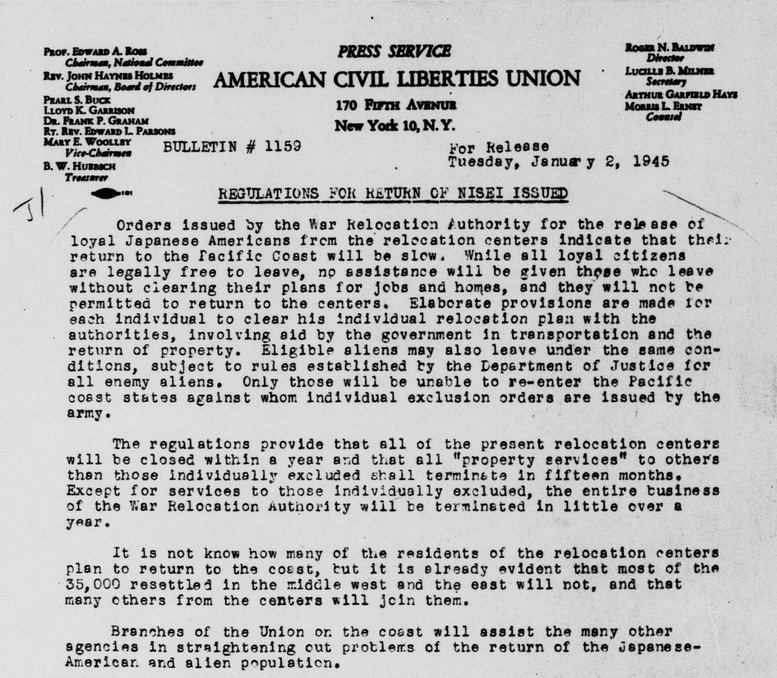 PROF. EDWARD A. ROSS
Chairman, National Committee
REV. JOHN HAYNES HOLMES
Chairman, Board of Directors
PEARL S. BUCK
LLOYD K. GARRISON
DR. FRANK P. GRAHAM
RT. REV. EDWARD L. PARSONS
MARY E. WOOLLEY
Vice-Chairmen
B. W. HUEBSCH
Treasurer
PRESS SERVICE
AMERICAN CIVIL LIBERTIES UNION
170 FIFTH AVENUE
New York 10, N.Y.
ROGER N. BALDWIN
Director
LUCILLE B. MILNER
Secretary
ARTHUR GARFIELD HAYS
MORRIS L. ERNST
Counsel
BULLETIN # 1159
For Release
Tuesday, January 2, 1945
REGULATIONS FOR RETURN OF NISEI ISSUED
Orders issued by the War Relocation Authority for the release of
loyal Japanese Americans from the relocation centers indicate that their
return to the Pacific Coast will be slow. While all loyal citizens
are legally free to leave, no assistance will be given those who leave
without clearing their plans for jobs and homes, and they will not be
permitted to return to the centers. Elaborate provisions are made for
each individual to clear his individual relocation plan with the
authorities, involving aid by the government in transportation and the
return of property. Eligible aliens may also leave under the same con-
ditions, subject to rules established by the Department of Justice for
all enemy aliens. Only those will be unable to re-enter the Pacific
coast states against whom individual exclusion orders are issued by the
army.
The regulations provide that all of the present relocation centers
will be closed within a year and that all "property services" to others
than those individually excluded shall terminate in fifteen months.
Except for services to those individually excluded, the entire business
of the War Relocation Authority will be terminated in little over a
year.
It is not know how many of the residents of the relocation centers
plan to return to the coast, but it is already evident that most of the
35,000 resettled in the middle west and the east will not, and that
many others from the centers will join them.
Branches of the Union on the coast will assist the many other
agencies in straightening out problems of the return of the Japanese-
American and alien population.